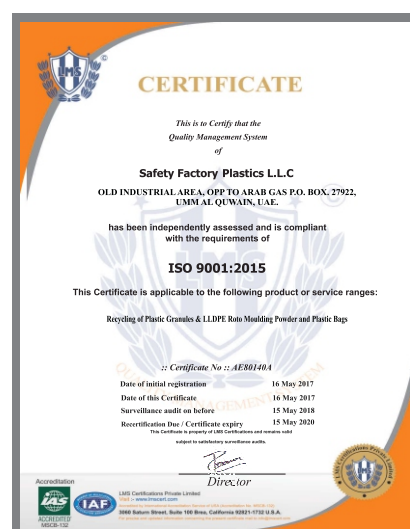 LMS
©
CERTIFICATE
This is to Certify that the
Quality Management System
of
Safety Factory Plastics L.L.C
OLD INDUSTRIAL AREA, OPP TO ARAB GAS P.O. BOX. 27922,
UMM AL QUWAIN, UAE.
has been independently assessed and is compliant
with the requirements of
ISO 9001:2015
This Certificate is applicable to the following product or service ranges:
Recycling of Plastic Granules & LLDPE Roto Moulding Powder and Plastic Bags
:: Certificate No :: AE80140A
Date of initial registration 16 May 2017
Date of this Certificate 16 May 2017
Surveillance audit on before 15 May 2018
Recertification Due / Certificate expiry 15 May 2020
This Certificate is property of LMS Certifications and remains valid
subject to satisfactory surveillance audits.
Director
Accreditation
IAS
ACCREDITED
MSCB-132
IAF
LMS Certifications Private Limited
Visit :- www.lmscert.com
3060 Saturn Street, Suite 100 Brea, California 92821-1732 U.S.A.
LMS